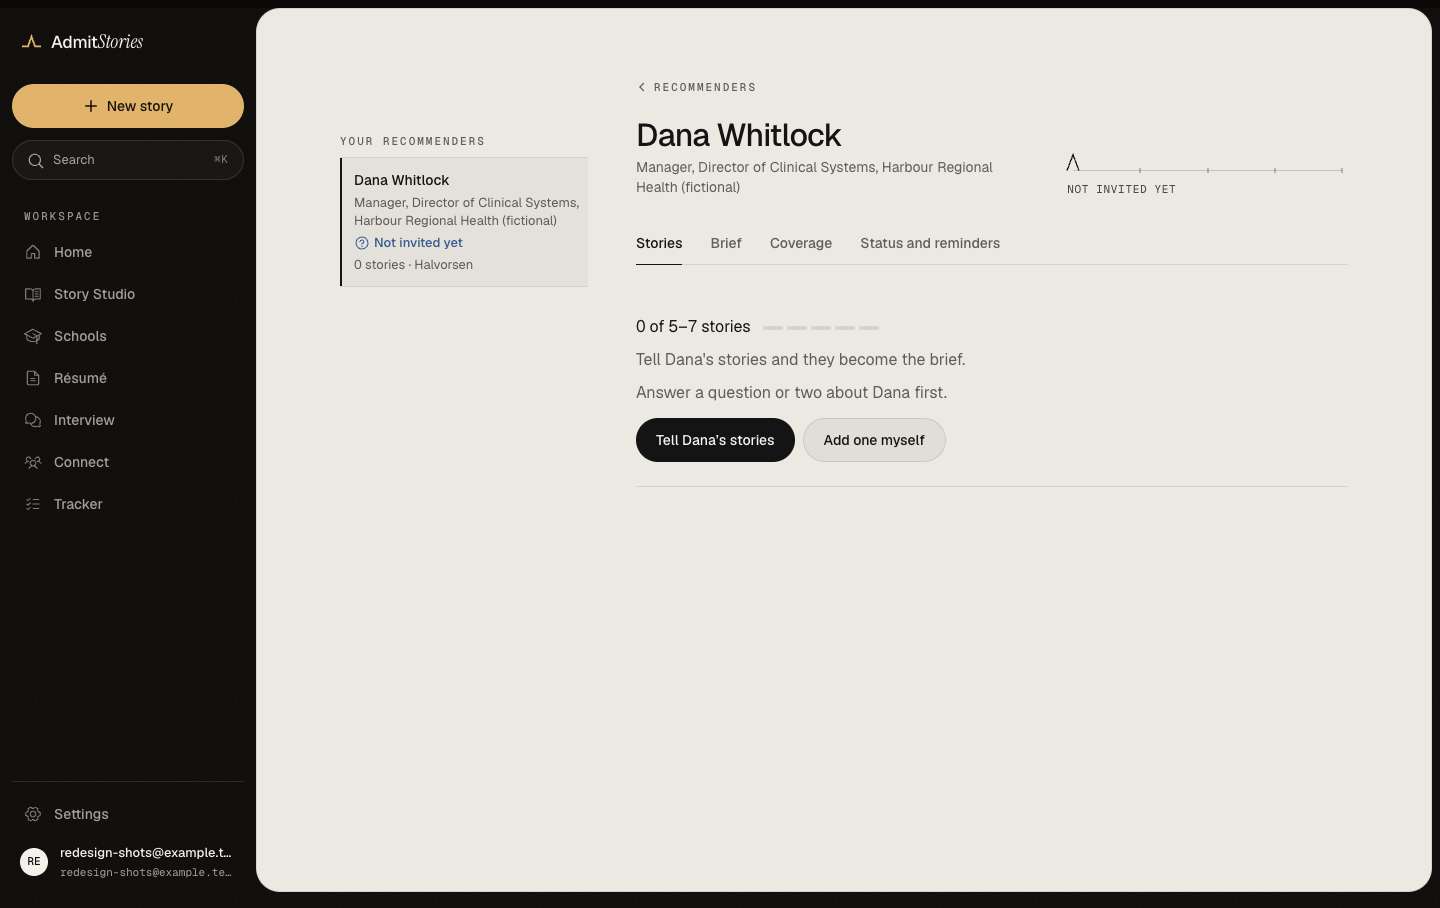 AdmitStories
New story
Search ⌘K
WORKSPACE
Home
Story Studio
Schools
Résumé
Interview
Connect
Tracker
Settings
RE
redesign-shots@example.t…
redesign-shots@example.te…
YOUR RECOMMENDERS
Dana Whitlock
Manager, Director of Clinical Systems,
Harbour Regional Health (fictional)
Not invited yet
0 stories · Halvorsen
RECOMMENDERS
Dana Whitlock
Manager, Director of Clinical Systems, Harbour Regional
Health (fictional)
NOT INVITED YET
Stories Brief Coverage Status and reminders
0 of 5–7 stories
Tell Dana's stories and they become the brief.
Answer a question or two about Dana first.
Tell Dana's stories Add one myself